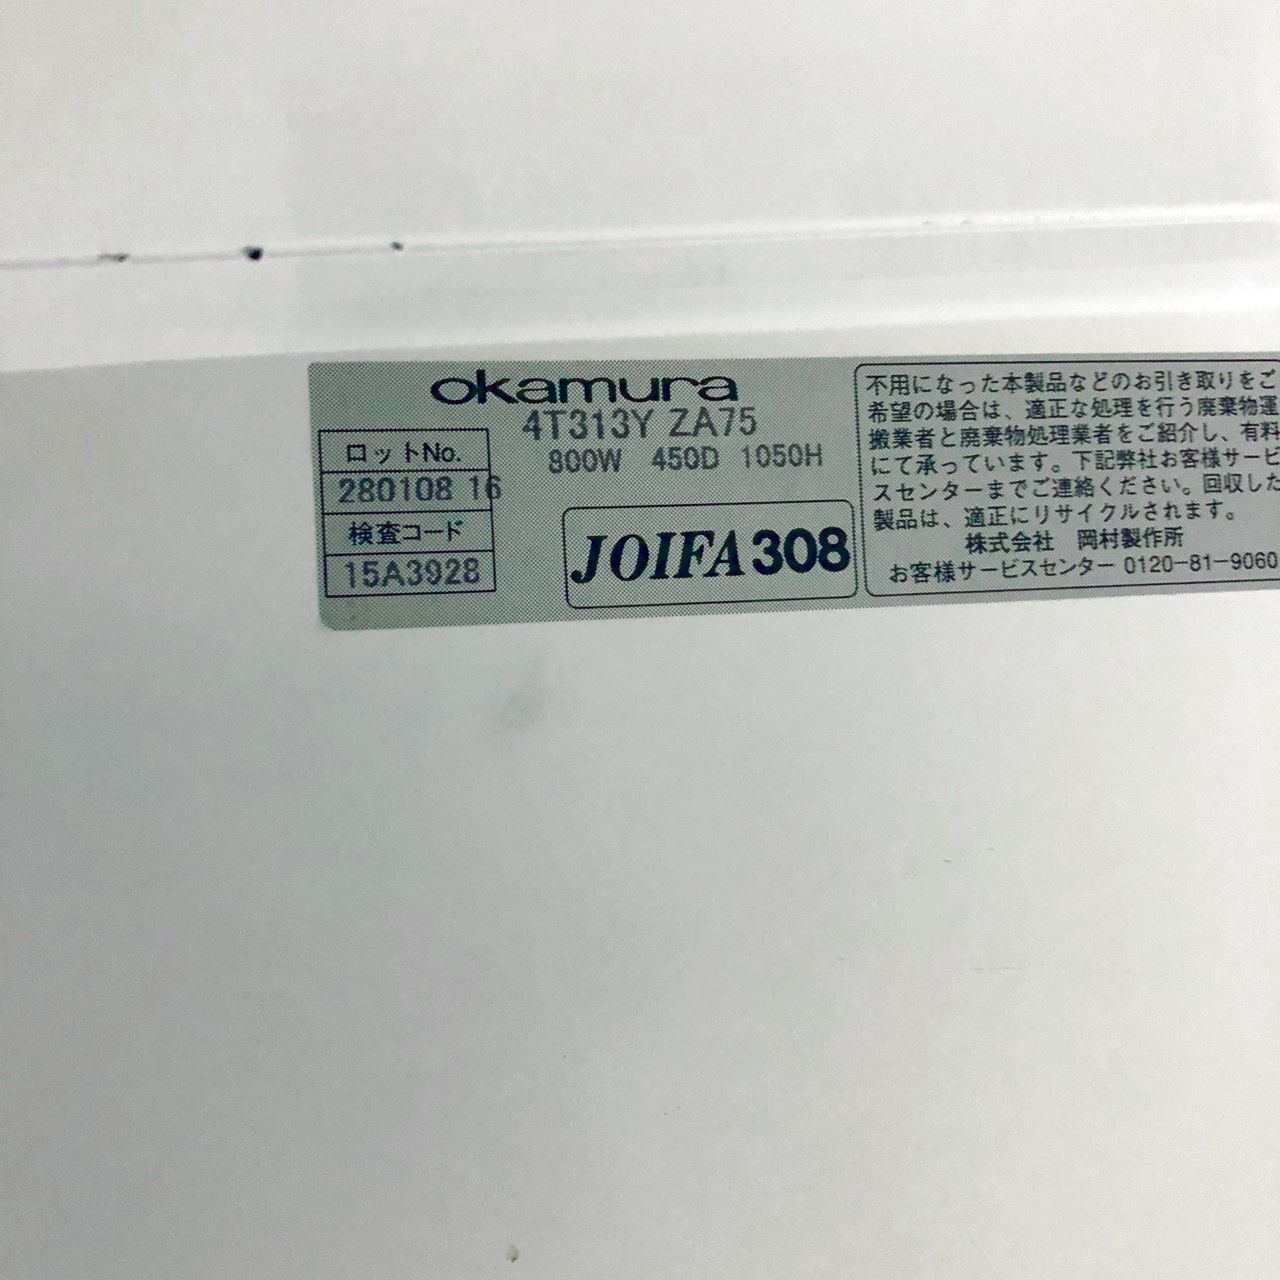 okamura
4T313Y ZA75
800W 450D 1050H
ロットNo.
280108 16
検査コード
15A3928
JOIFA308
不用になった本製品などのお引き取りをご
希望の場合は、適正な処理を行う廃棄物運
搬業者と廃棄物処理業者をご紹介し、有料
にて承っています。下記弊社お客様サービ
スセンターまでご連絡ください。回収した
製品は、適正にリサイクルされます。
株式会社 岡村製作所
お客様サービスセンター 0120-81-9060